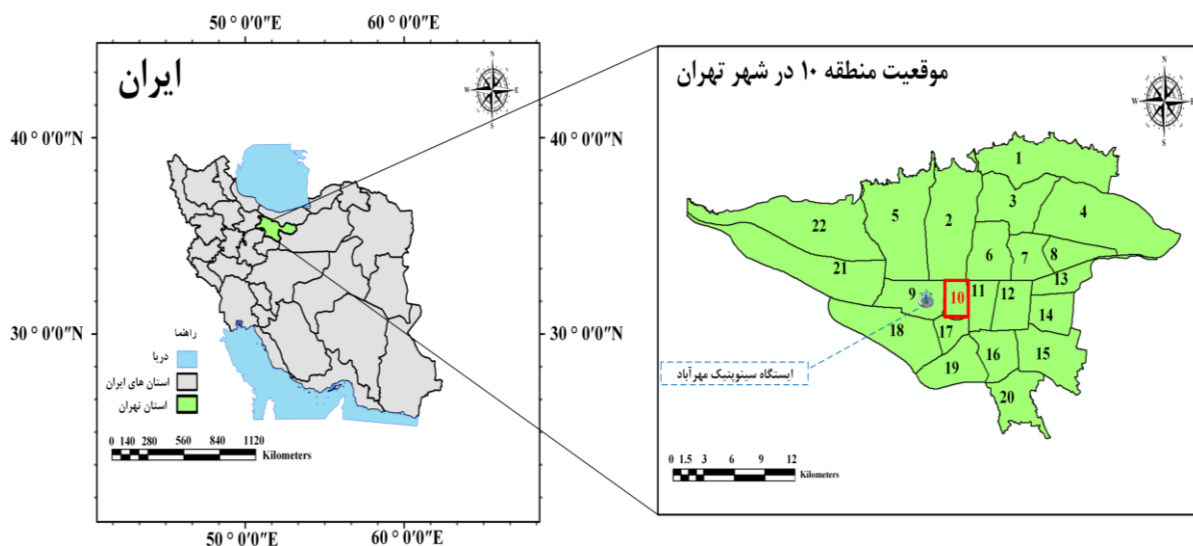 50 ° 0'0"E 60 ° 0'0"E
ایران
N
W E
S
40 ° 0'0"N 40 ° 0'0"N
30 ° 0'0"N 30 ° 0'0"N
راهنما
دریا
استان های ایران
استان تهران
0 140 280 560 840 1120
Kilometers
50 ° 0'0"E 60 ° 0'0"E
موقعیت منطقه ۱۰ در شهر تهران
N
W E
S
1
3
4
5
2
22
6
7
8
21
13
9
10
11
12
14
18
17
16
15
19
20
ایستگاه سینوپتیک مهرآباد
0 1.5 3 6 9 12
Kilometers